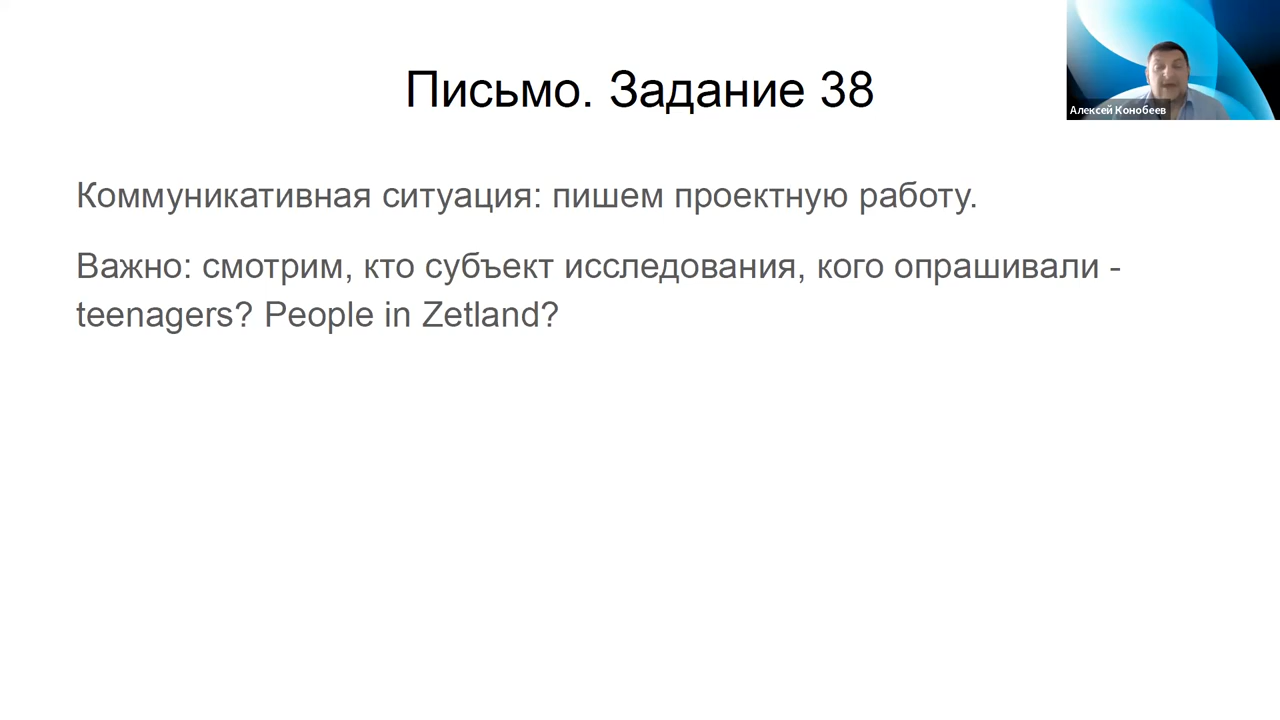 Письмо. Задание 38
Алексей Конобеев
Коммуникативная ситуация: пишем проектную работу.
Важно: смотрим, кто субъект исследования, кого опрашивали -
teenagers? People in Zetland?